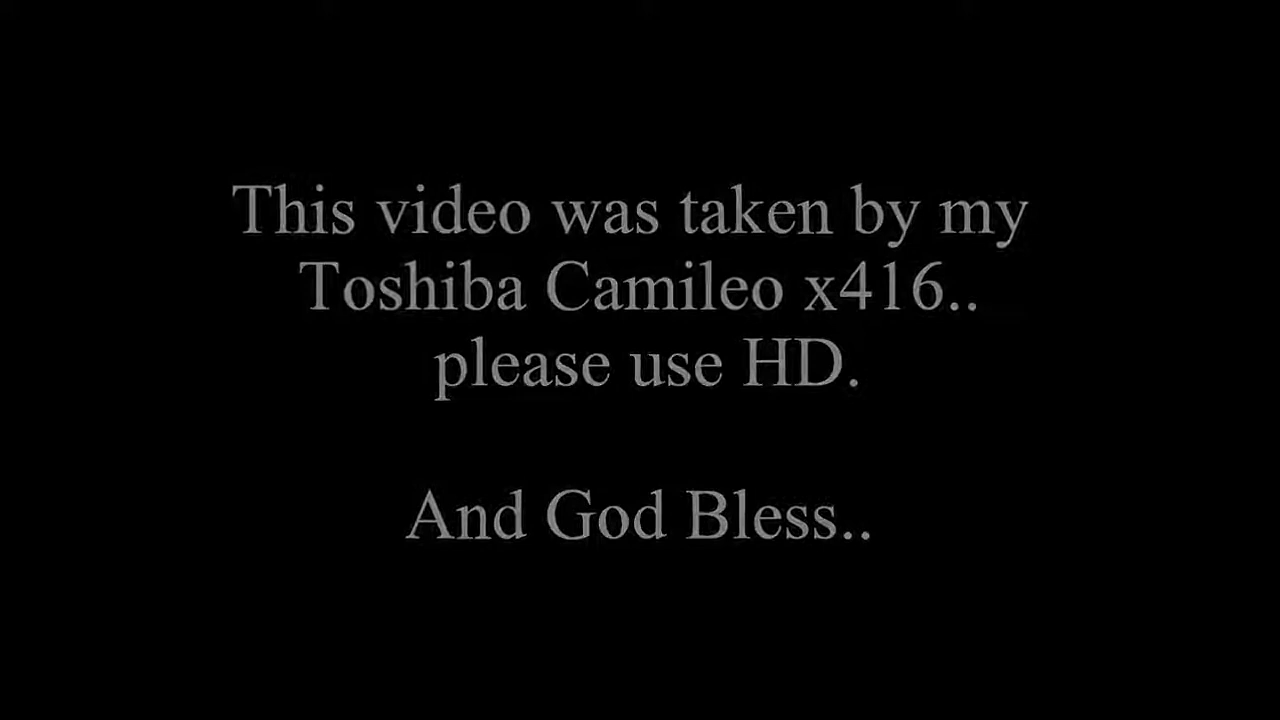 This video was taken by my
Toshiba Camileo x416..
please use HD.
And God Bless..